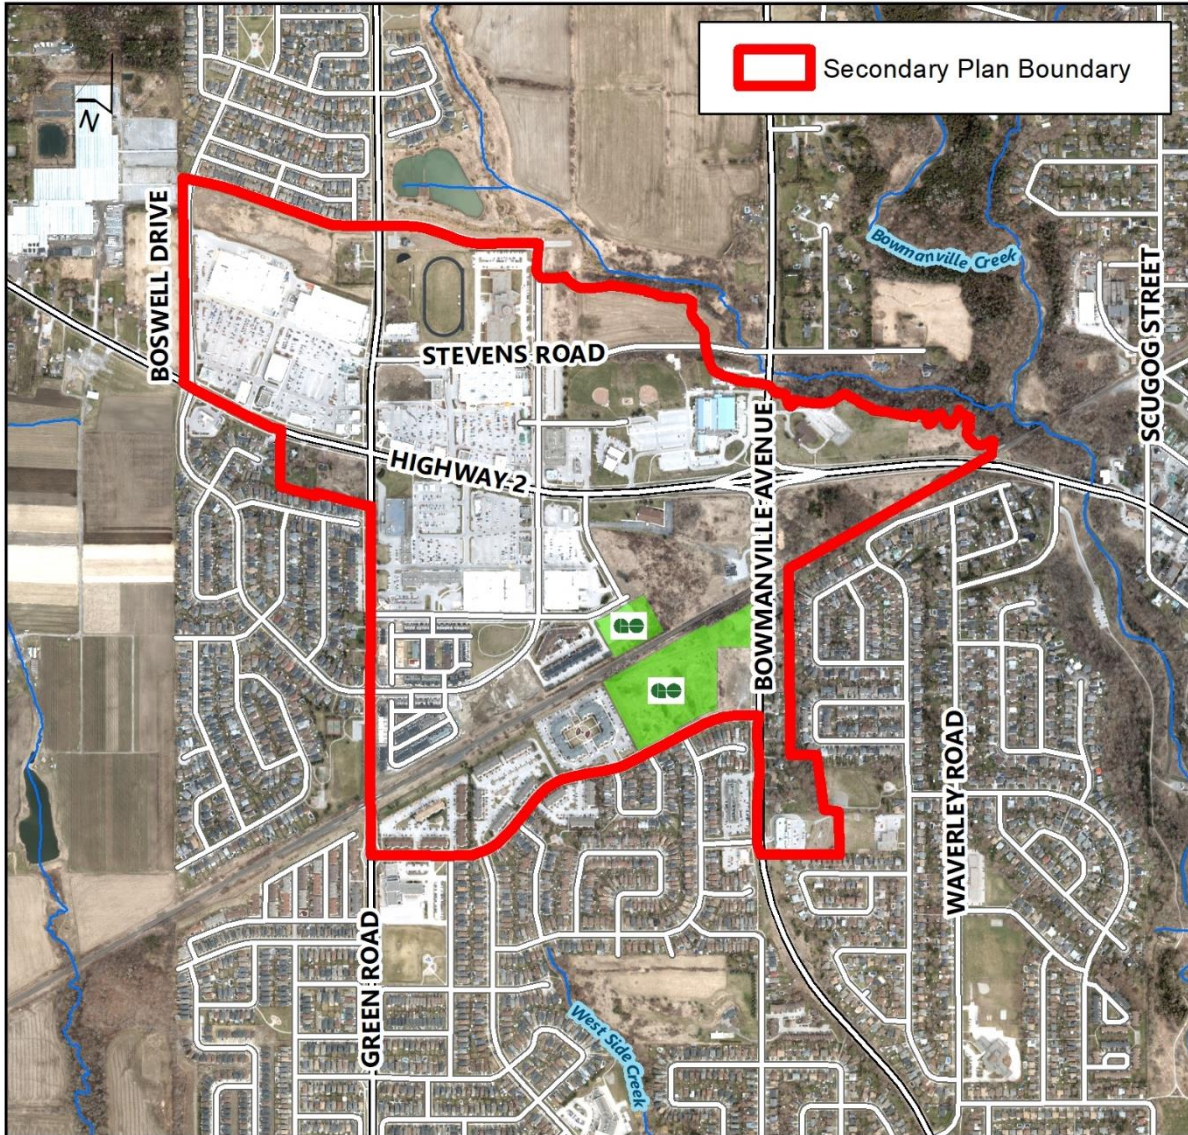 Secondary Plan Boundary
N
BOSWELL DRIVE
Bowmanville Creek
SCUGOG STREET
STEVENS ROAD
HIGHWAY 2
BOWMANVILLE AVENUE
WAVERLEY ROAD
GREEN ROAD
West Side Creek